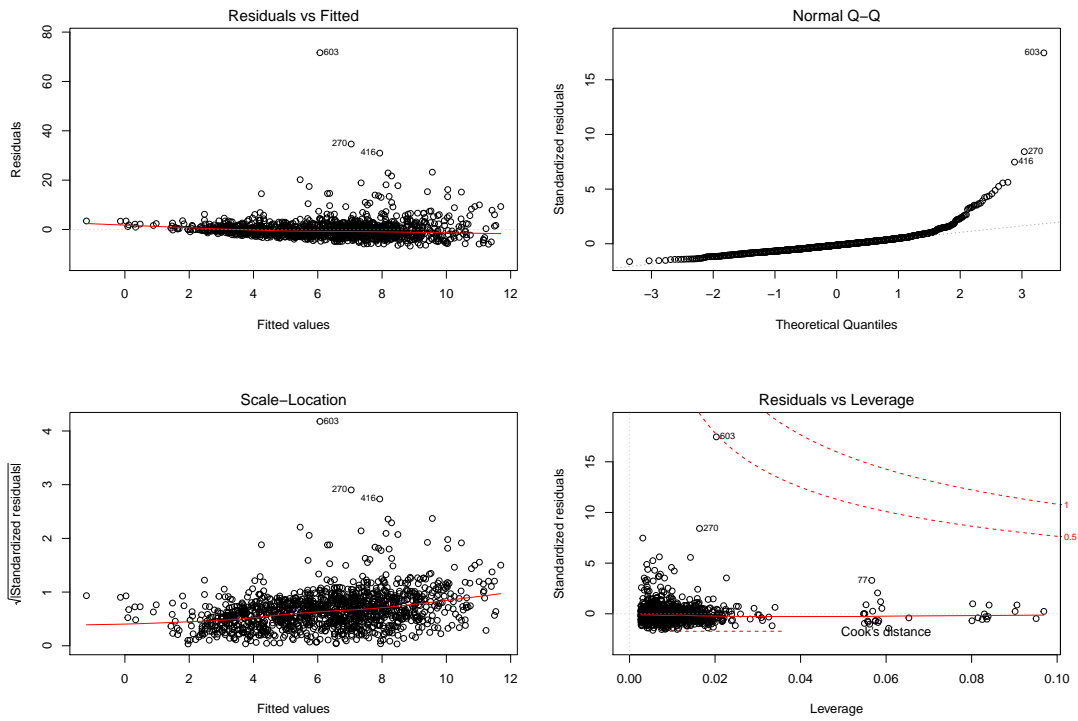 Residuals vs Fitted
80
60
40
20
0
Residuals
603
270
416
0 2 4 6 8 10 12
Fitted values
Normal Q−Q
15
10
5
0
Standardized residuals
603
270
416
−3 −2 −1 0 1 2 3
Theoretical Quantiles
Scale−Location
4
3
2
1
0
√|Standardized residuals|
603
270
416
0 2 4 6 8 10 12
Fitted values
Residuals vs Leverage
15
10
5
0
Standardized residuals
603
270
77
1
0.5
Cook's distance
0.00 0.02 0.04 0.06 0.08 0.10
Leverage